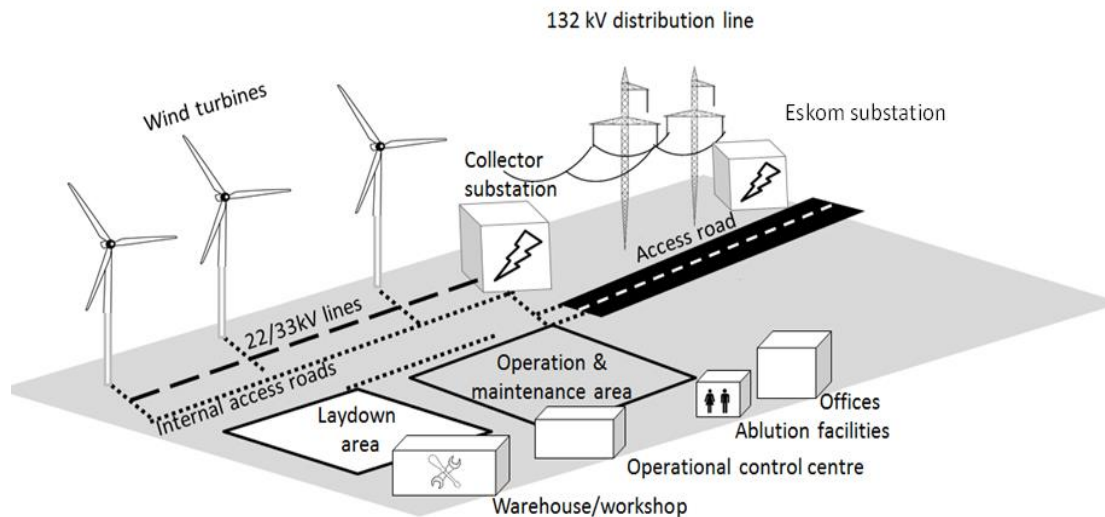 132 kV distribution line
Wind turbines
Eskom substation
Collector
substation
Access road
22/33kV lines
Internal access roads
Operation &
maintenance area
Laydown
area
Offices
Ablution facilities
Operational control centre
Warehouse/workshop